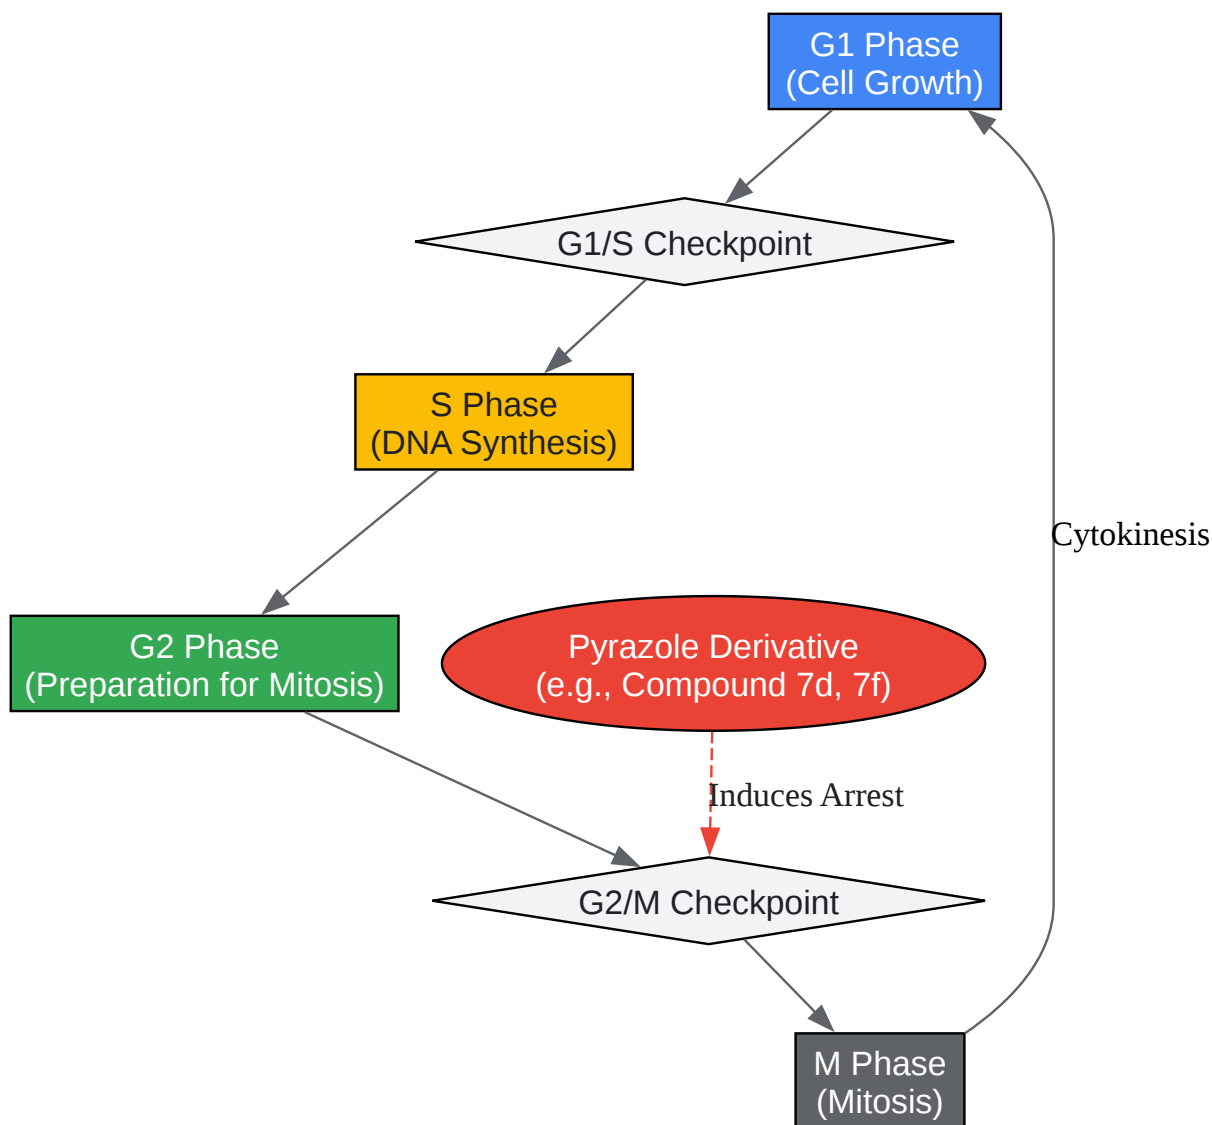 G1 Phase
(Cell Growth)
G1/S Checkpoint
S Phase
(DNA Synthesis)
Cytokinesis
G2 Phase
(Preparation for Mitosis)
Pyrazole Derivative
(e.g., Compound 7d, 7f)
Induces Arrest
G2/M Checkpoint
M Phase
(Mitosis)